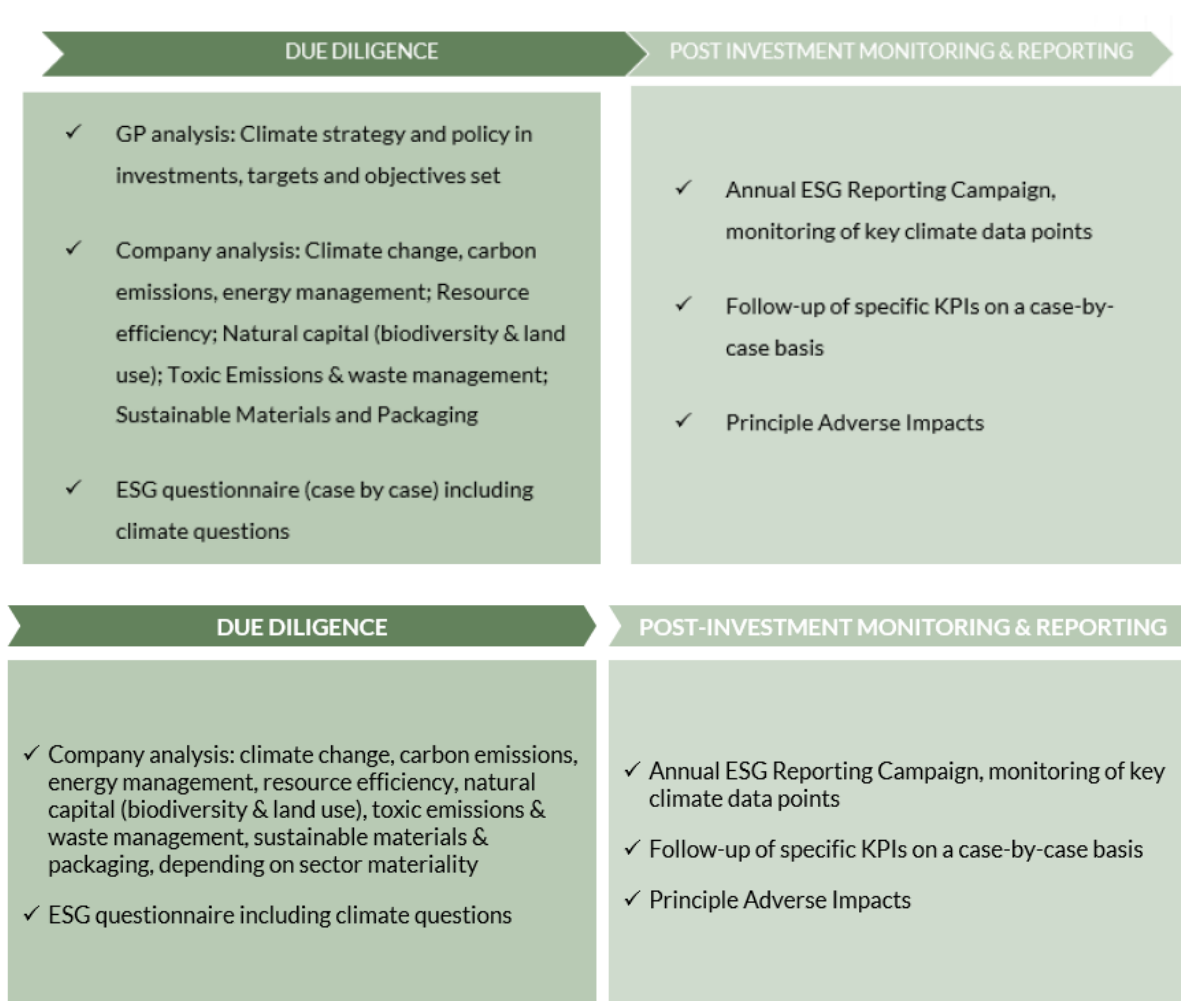 DUE DILIGENCE
POST INVESTMENT MONITORING & REPORTING
✓ GP analysis: Climate strategy and policy in
investments, targets and objectives set
✓ Company analysis: Climate change, carbon
emissions, energy management; Resource
efficiency; Natural capital (biodiversity & land
use); Toxic Emissions & waste management;
Sustainable Materials and Packaging
✓ ESG questionnaire (case by case) including
climate questions
✓ Annual ESG Reporting Campaign,
monitoring of key climate data points
✓ Follow-up of specific KPIs on a case-by-
case basis
✓ Principle Adverse Impacts
DUE DILIGENCE
POST-INVESTMENT MONITORING & REPORTING
✓ Company analysis: climate change, carbon emissions,
energy management, resource efficiency, natural
capital (biodiversity & land use), toxic emissions &
waste management, sustainable materials &
packaging, depending on sector materiality
✓ ESG questionnaire including climate questions
✓ Annual ESG Reporting Campaign, monitoring of key
climate data points
✓ Follow-up of specific KPIs on a case-by-case basis
✓ Principle Adverse Impacts